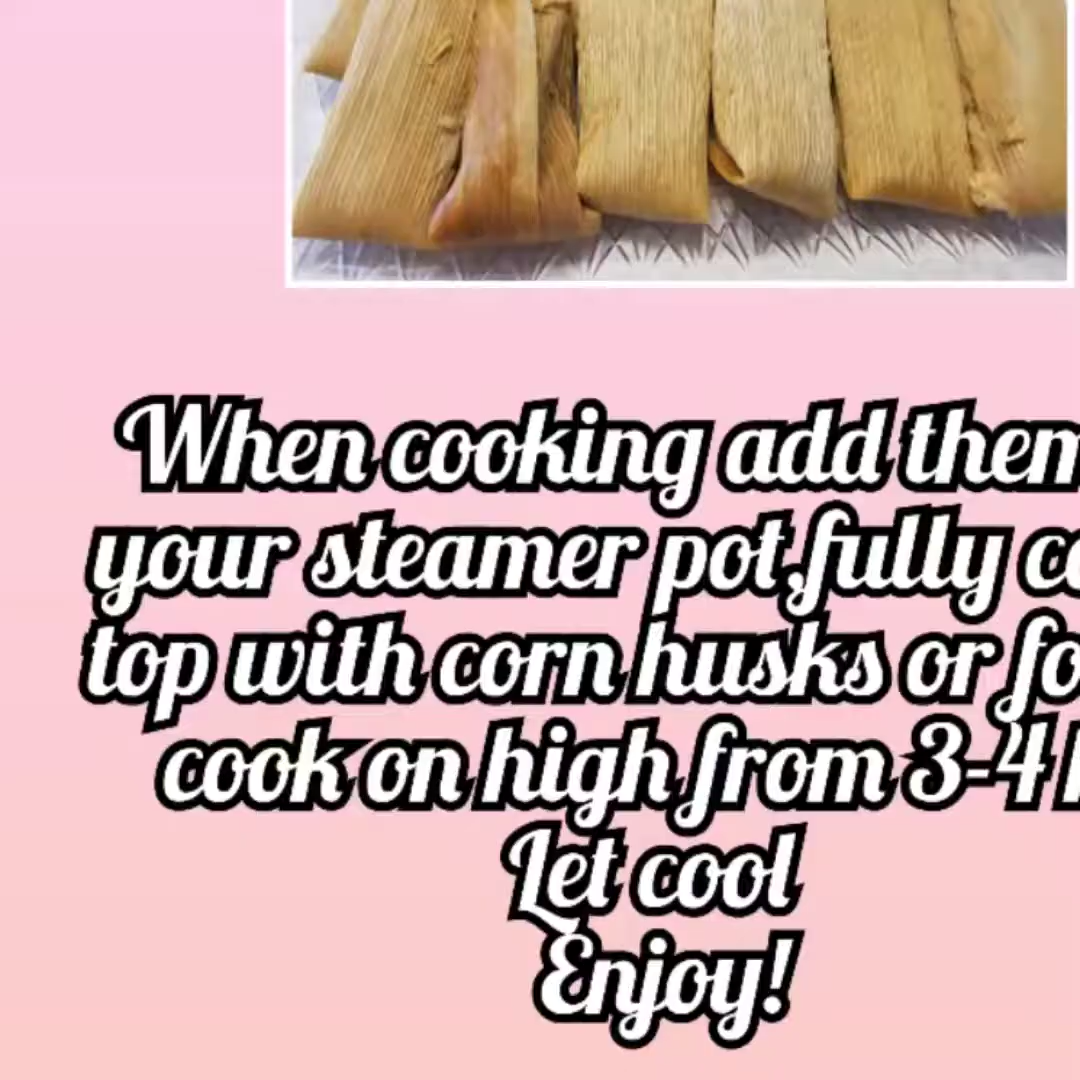 When cooking add them
your steamer pot,fully
top with corn husks or
cook on high from 3-4
Let cool
Enjoy!